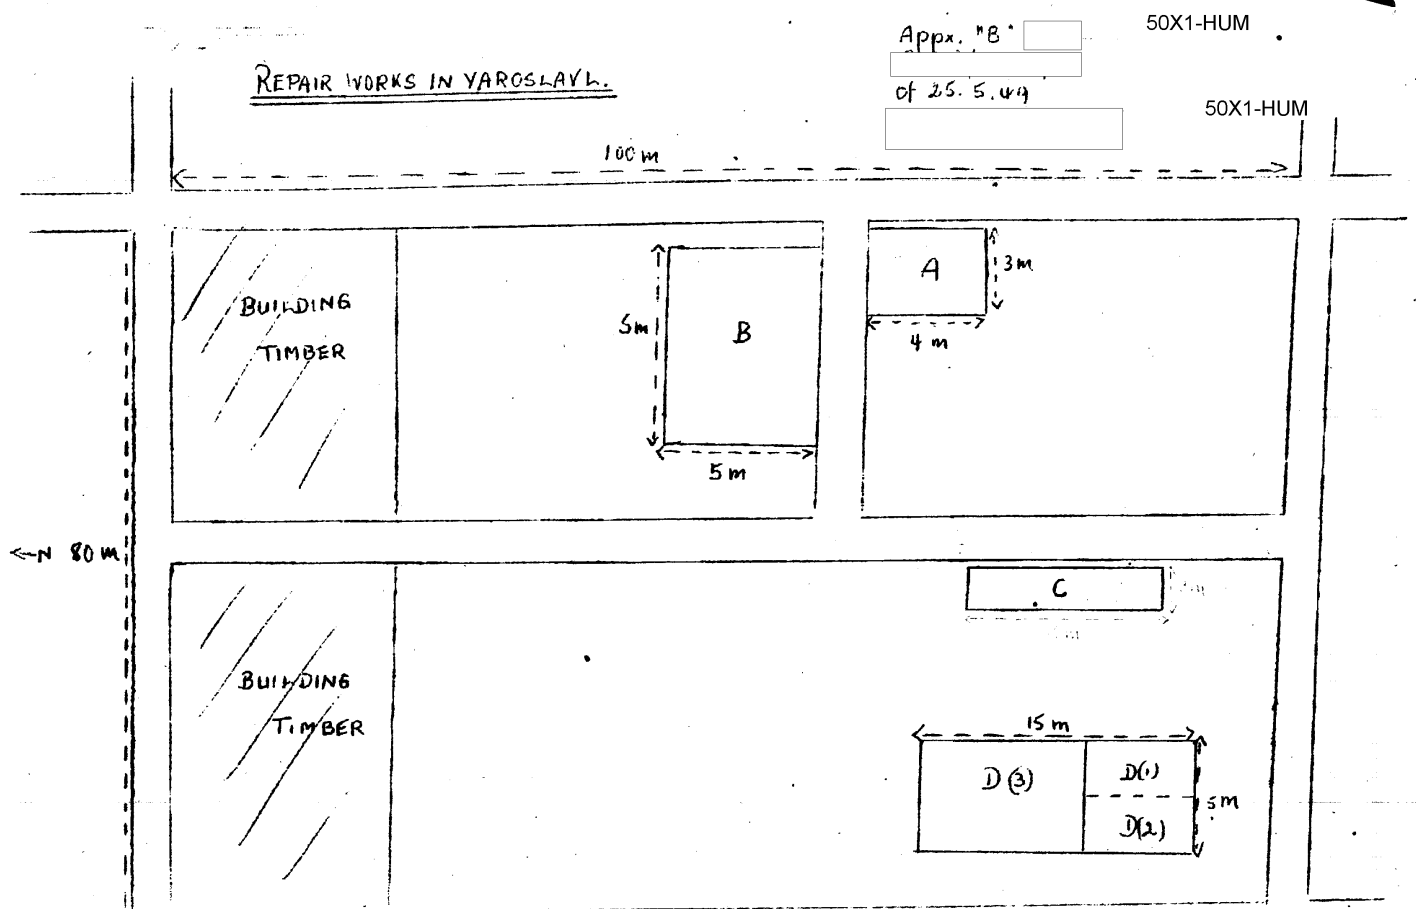 50X1-HUM
Appx. "B"
REPAIR WORKS IN YAROSLAVL.
of 25.5.49
50X1-HUM
100 m
A
3m
BUILDING
TIMBER
5m
B
4 m
5 m
←N 80 m
C
BUILDING
TIMBER
15 m
D(3)
D(1)
5m
D(2)